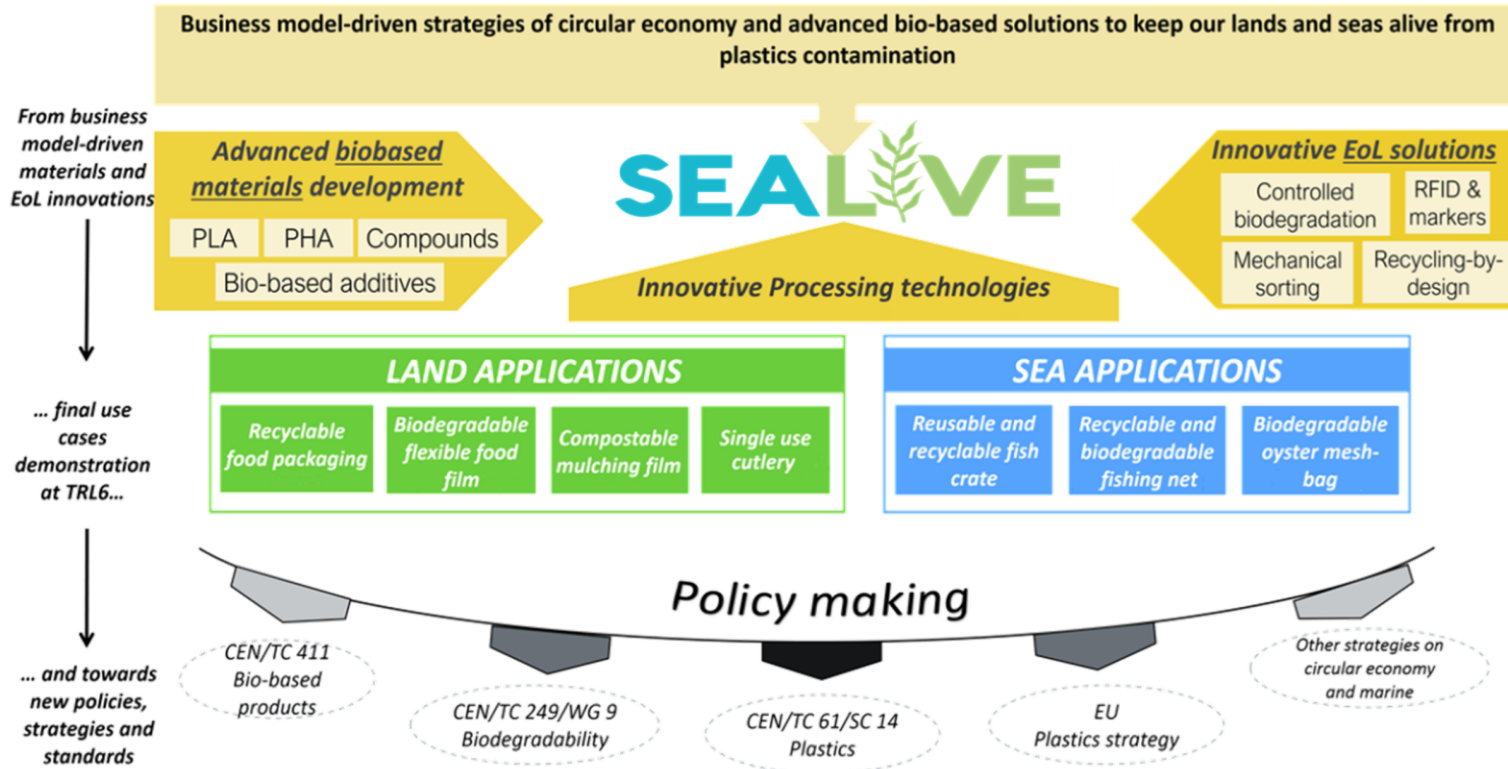 Business model-driven strategies of circular economy and advanced bio-based solutions to keep our lands and seas alive from
plastics contamination
From business
model-driven
materials and
EoL innovations
Advanced biobased
materials development
PLA
PHA
Compounds
Bio-based additives
SEALIVE
Innovative Processing technologies
Innovative EoL solutions
Controlled
biodegradation
RFID &
markers
Mechanical
sorting
Recycling-by-
design
... final use
cases
demonstration
at TRL6...
LAND APPLICATIONS
Recyclable
food packaging
Biodegradable
flexible food
film
Compostable
mulching film
Single use
cutlery
SEA APPLICATIONS
Reusable and
recyclable fish
crate
Recyclable and
biodegradable
fishing net
Biodegradable
oyster mesh-
bag
... and towards
new policies,
strategies and
standards
Policy making
CEN/TC 411
Bio-based
products
CEN/TC 249/WG 9
Biodegradability
CEN/TC 61/SC 14
Plastics
EU
Plastics strategy
Other strategies on
circular economy
and marine